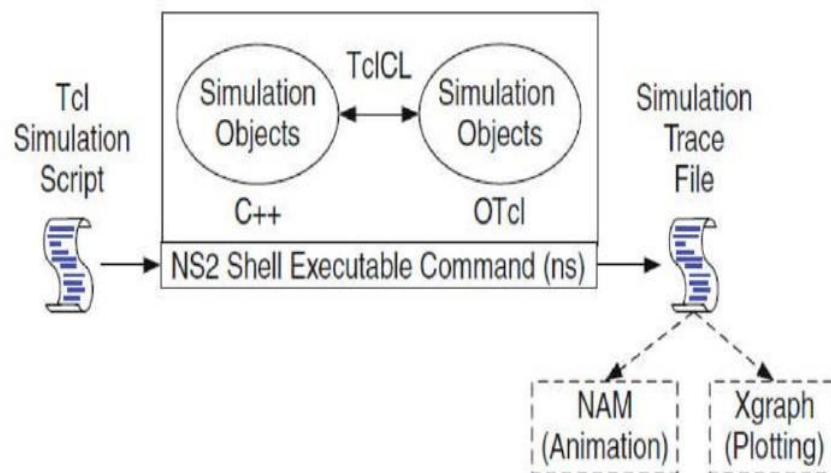 Tcl
Simulation
Script
Simulation
Objects
C++
TclCL
Simulation
Objects
OTcl
NS2 Shell Executable Command (ns)
Simulation
Trace
File
NAM
(Animation)
Xgraph
(Plotting)